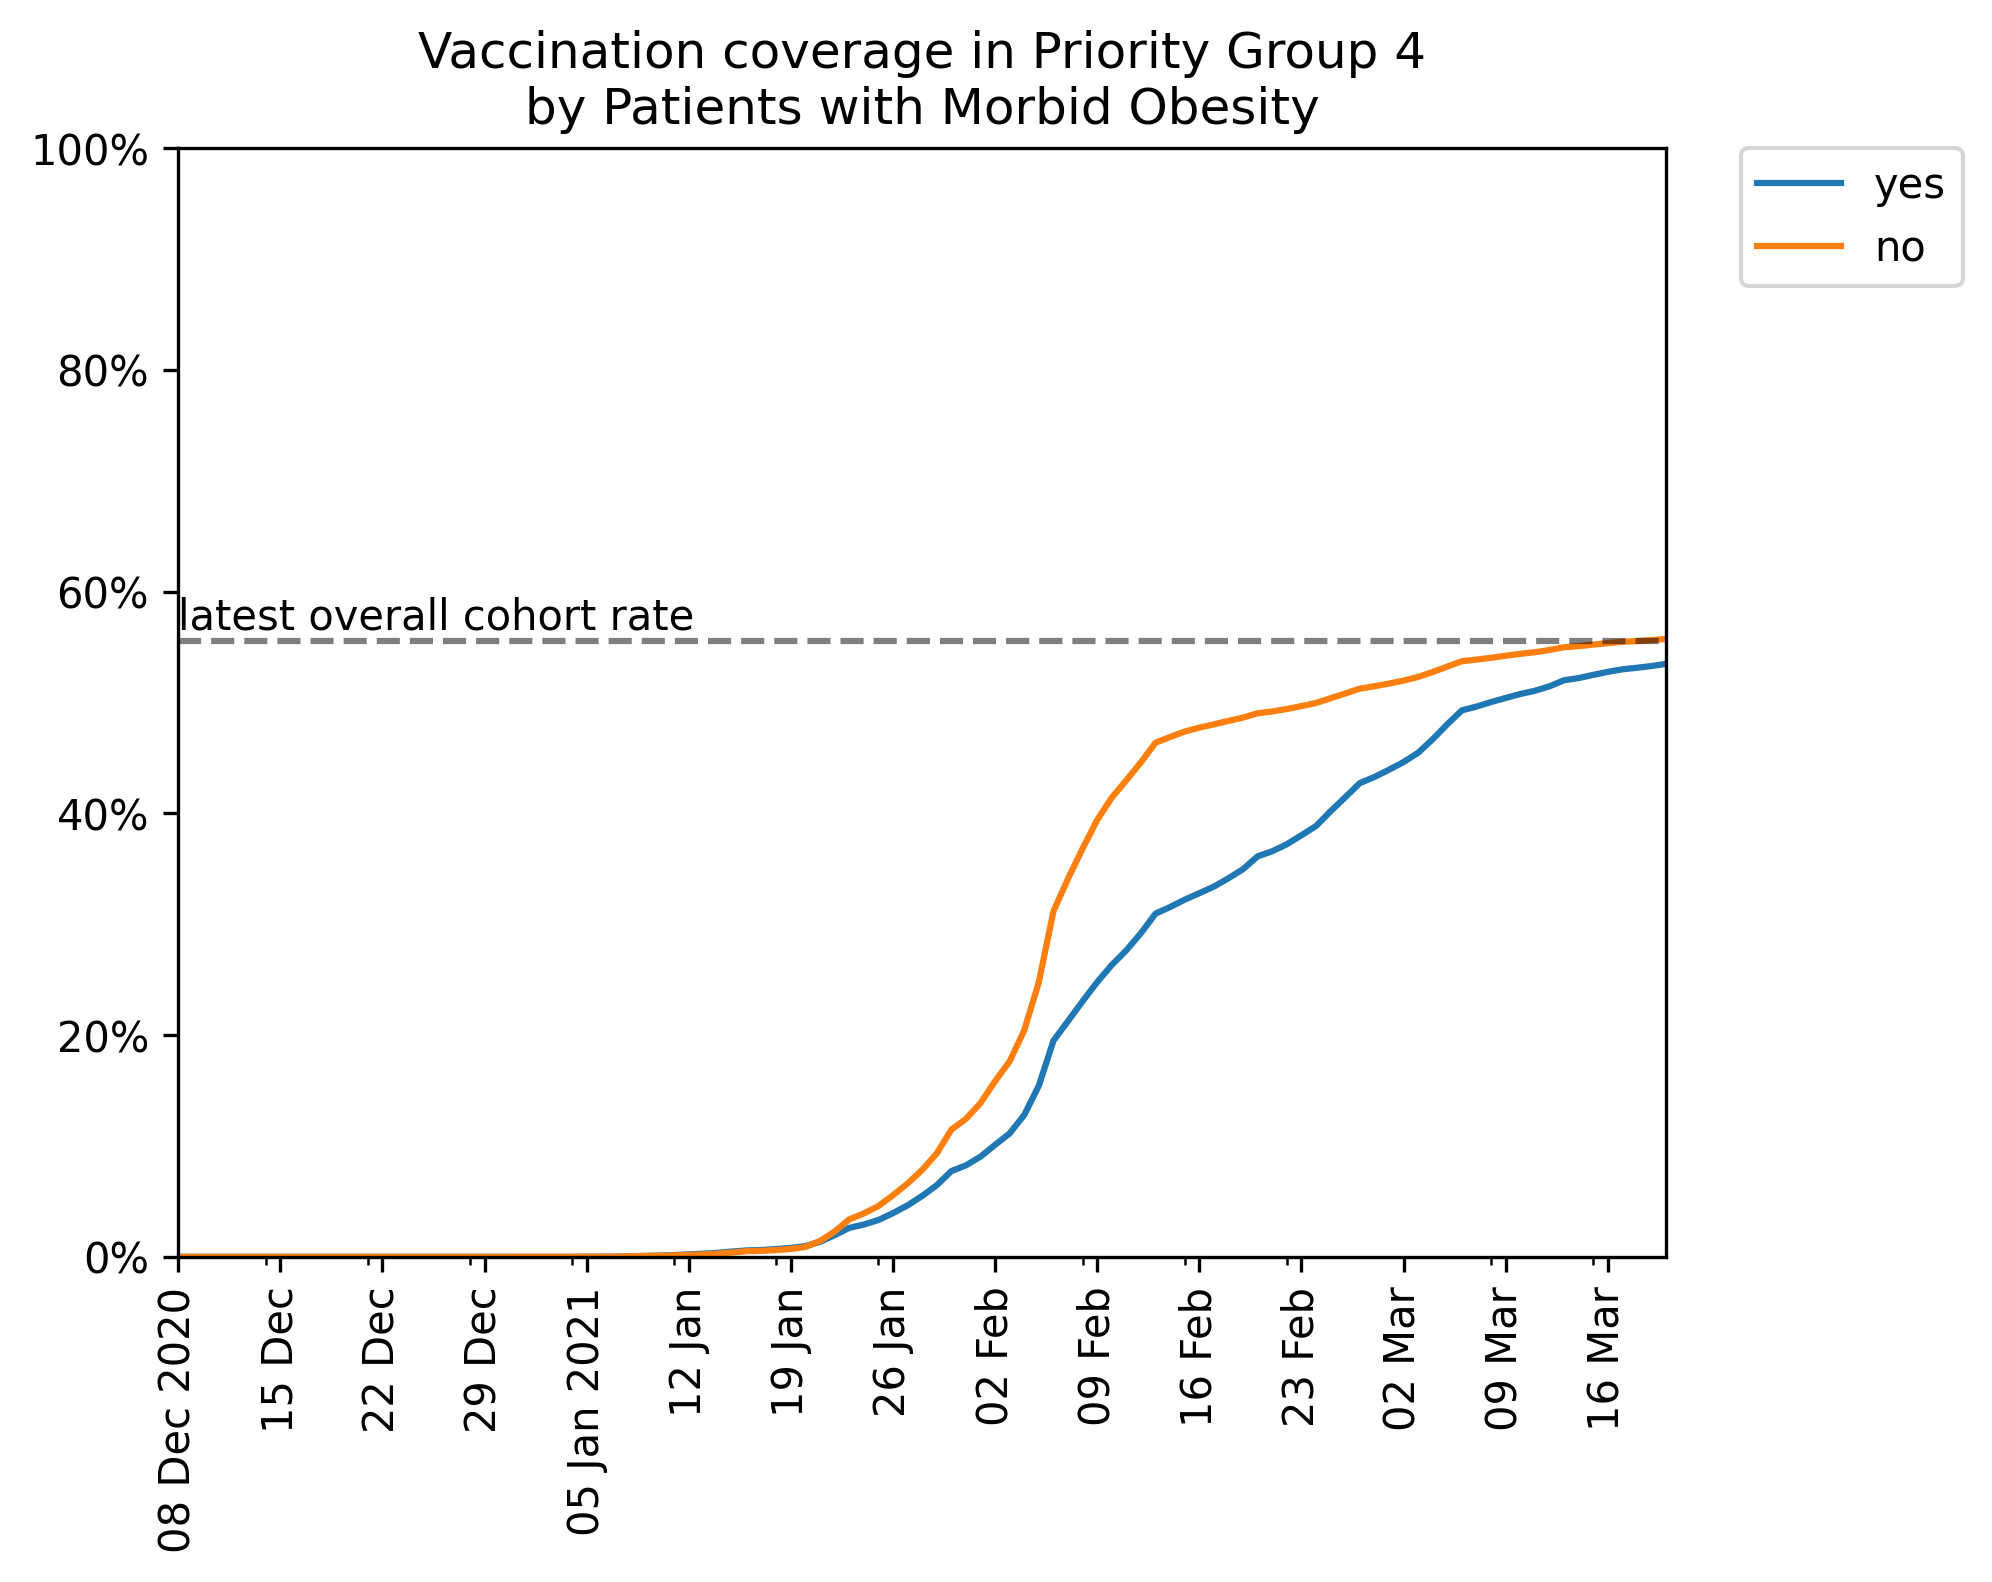 Vaccination coverage in Priority Group 4
by Patients with Morbid Obesity
100%
80%
60%
40%
20%
0%
latest overall cohort rate
yes
no
08 Dec 2020
15 Dec
22 Dec
29 Dec
05 Jan 2021
12 Jan
19 Jan
26 Jan
02 Feb
09 Feb
16 Feb
23 Feb
02 Mar
09 Mar
16 Mar